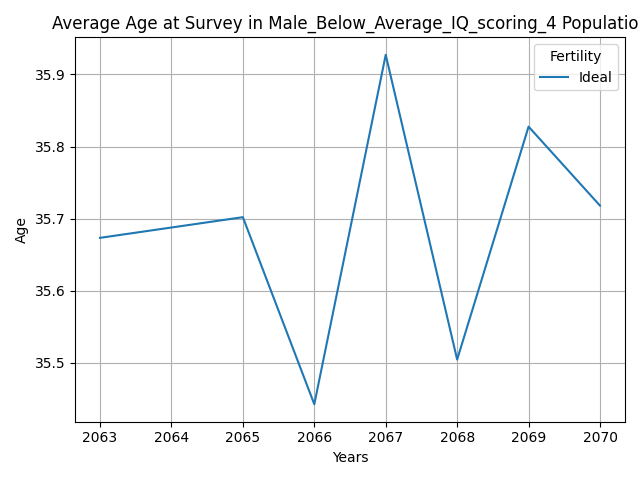 Average Age at Survey in Male_Below_Average_IQ_scoring_4 Populatio
Fertility
Ideal
35.9
35.8
35.7
35.6
35.5
Age
2063 2064 2065 2066 2067 2068 2069 2070
Years